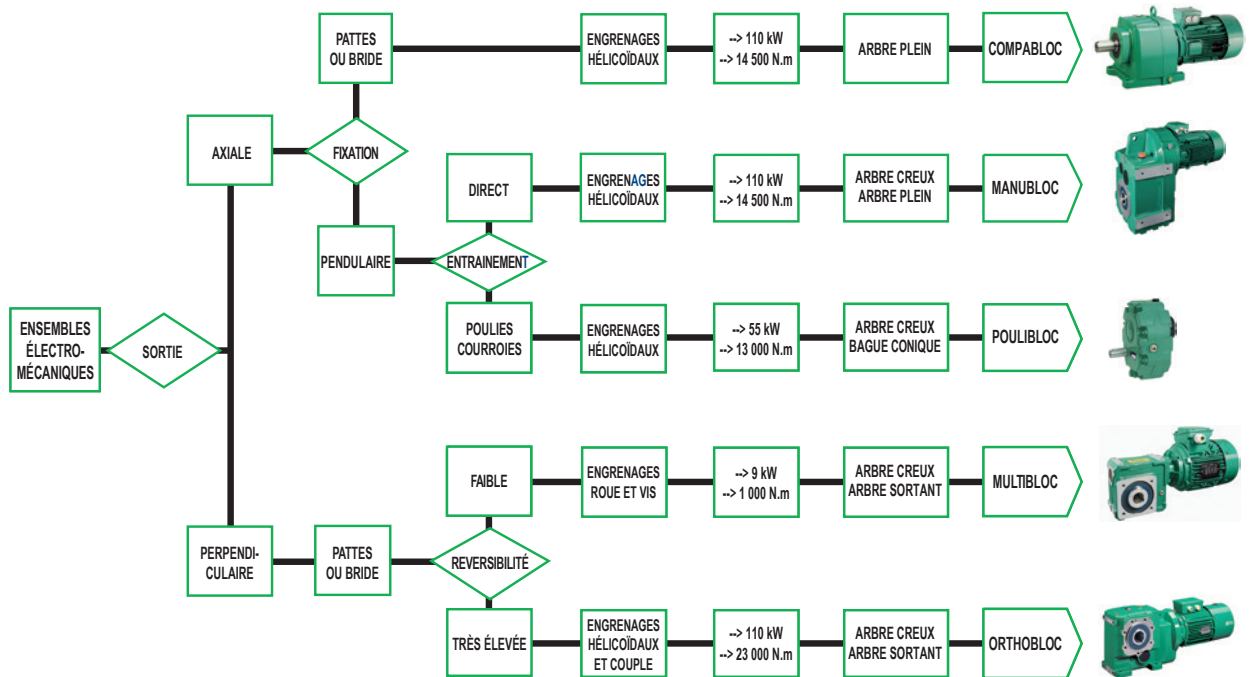 PATTES
OU BRIDE
ENGRENAGES
HÉLICOÏDAUX
--> 110 kW
--> 14 500 N.m
ARBRE PLEIN
COMPABLOC
AXIALE
FIXATION
DIRECT
ENGRENAGES
HÉLICOÏDAUX
--> 110 kW
--> 14 500 N.m
ARBRE CREUX
ARBRE PLEIN
MANUBLOC
PENDULAIRE
ENTRAINEMENT
ENSEMBLES
ÉLECTRO-
MÉCANIQUES
SORTIE
POULIES
COURROIES
ENGRENAGES
HÉLICOÏDAUX
--> 55 kW
--> 13 000 N.m
ARBRE CREUX
BAGUE CONIQUE
POULIBLOC
FAIBLE
ENGRENAGES
ROUE ET VIS
--> 9 kW
--> 1 000 N.m
ARBRE CREUX
ARBRE SORTANT
MULTIBLOC
PERPENDI-
CULAIRE
PATTES
OU BRIDE
REVERSIBILITÉ
TRÈS ÉLEVÉE
ENGRENAGES
HÉLICOÏDAUX
ET COUPLE
--> 110 kW
--> 23 000 N.m
ARBRE CREUX
ARBRE SORTANT
ORTHOBLOC